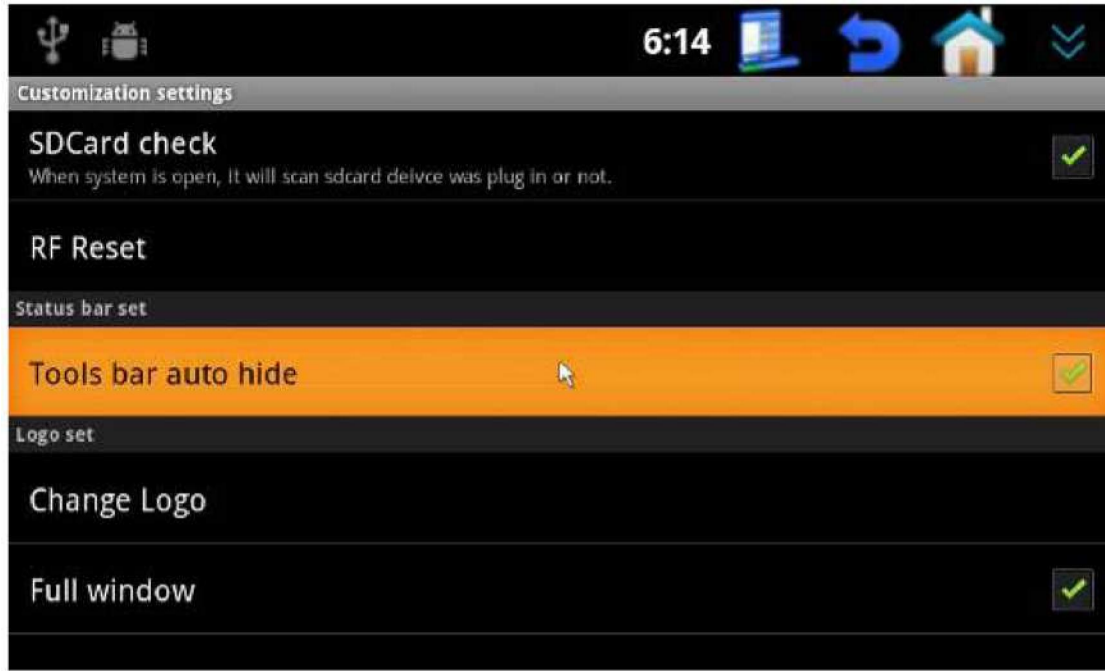 6:14
Customization settings
SDCard check
When system is open, it will scan sdcard deivce was plug in or not.
RF Reset
Status bar set
Tools bar auto hide
Logo set
Change Logo
Full window